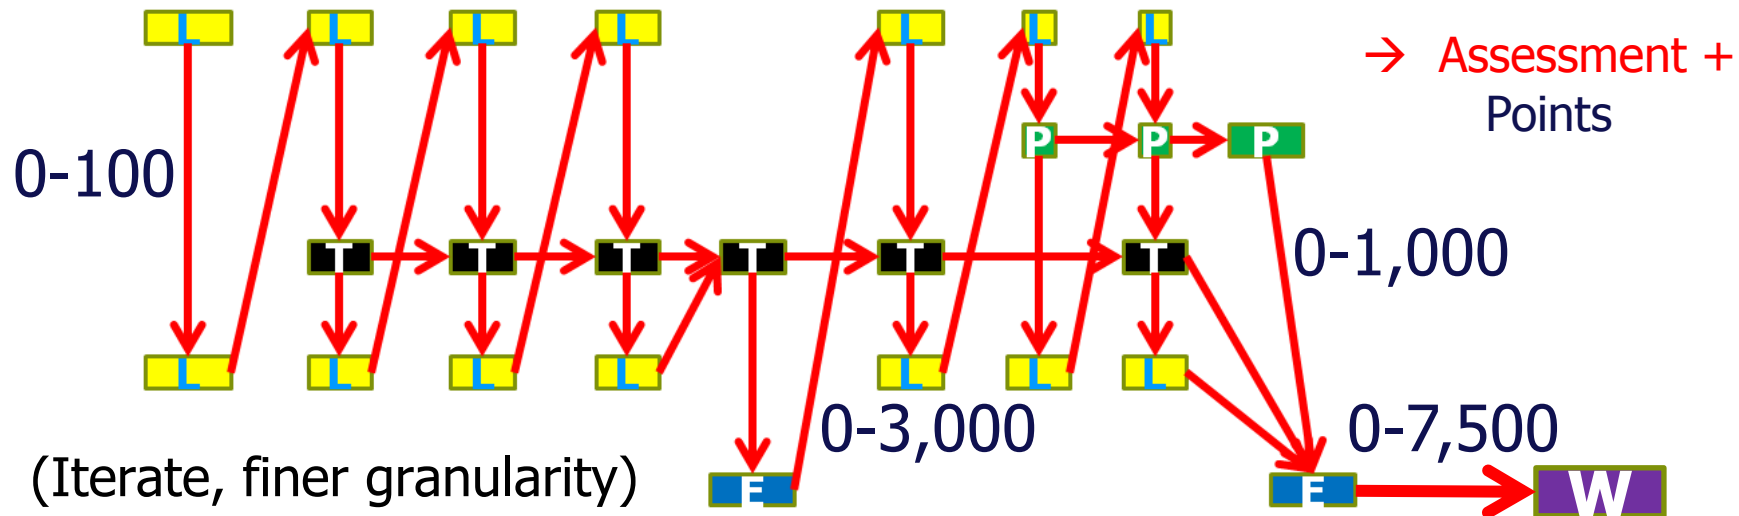 L L L L L L L
→ Assessment +
Points
P P P
0-100
T T T T T T
0-1,000
L L L L L L L
0-3,000
0-7,500
(Iterate, finer granularity)
E E W